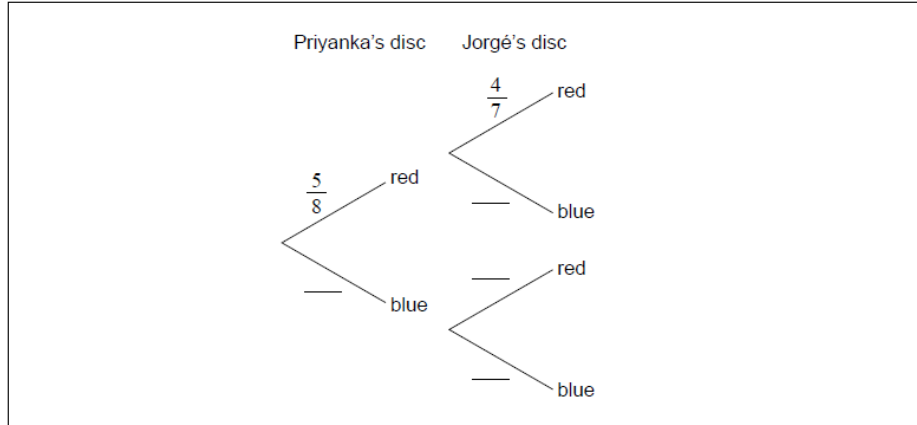 Priyanka's disc Jorgé's disc
4/7 red
5/8 red
blue
red
blue
blue